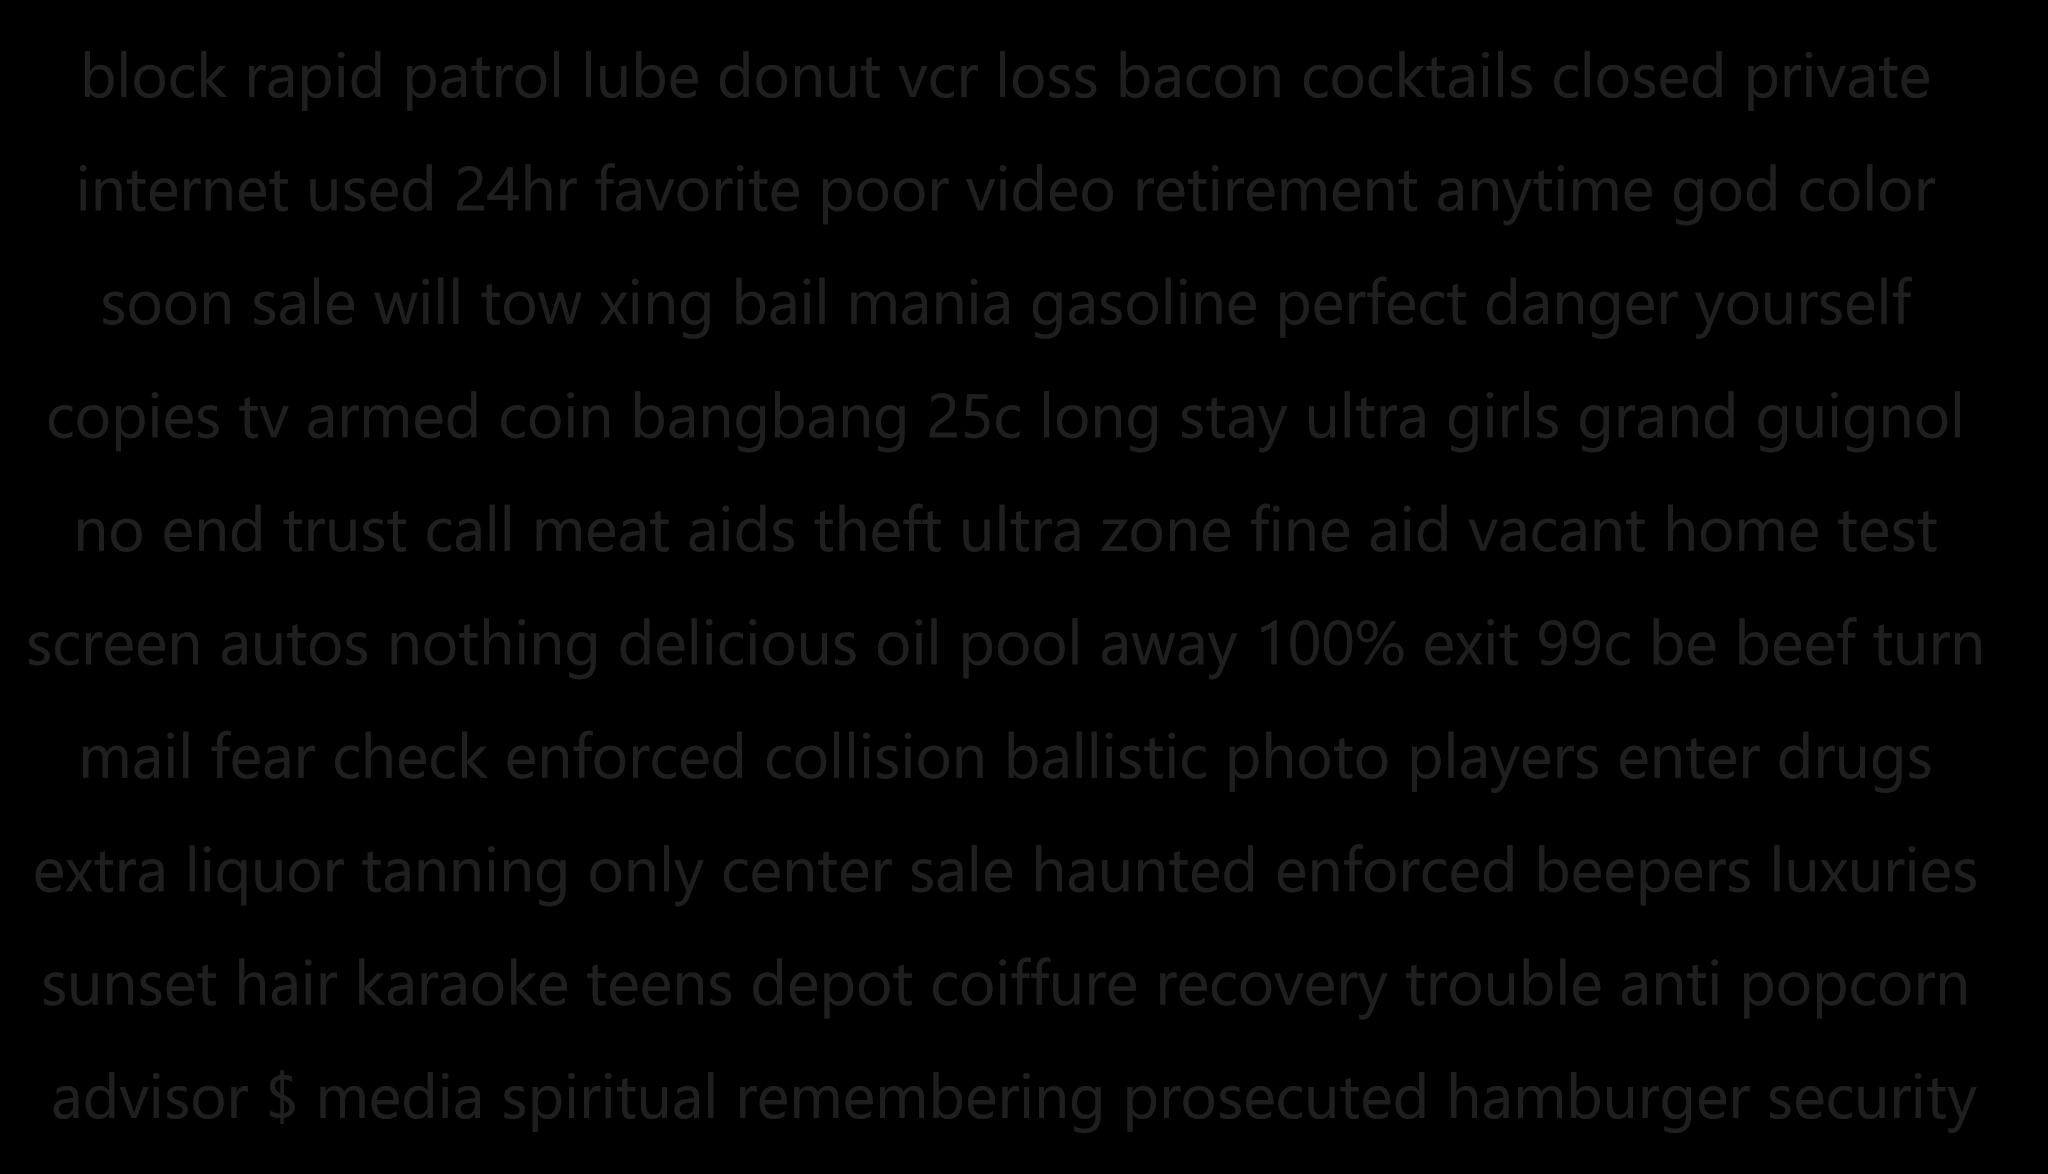 block rapid patrol lube donut vcr loss bacon cocktails closed private
internet used 24hr favorite poor video retirement anytime god color
soon sale will tow xing bail mania gasoline perfect danger yourself
copies tv armed coin bangbang 25c long stay ultra girls grand guignol
no end trust call meat aids theft ultra zone fine aid vacant home test
screen autos nothing delicious oil pool away 100% exit 99c be beef turn
mail fear check enforced collision ballistic photo players enter drugs
extra liquor tanning only center sale haunted enforced beepers luxuries
sunset hair karaoke teens depot coiffure recovery trouble anti popcorn
advisor $ media spiritual remembering prosecuted hamburger security